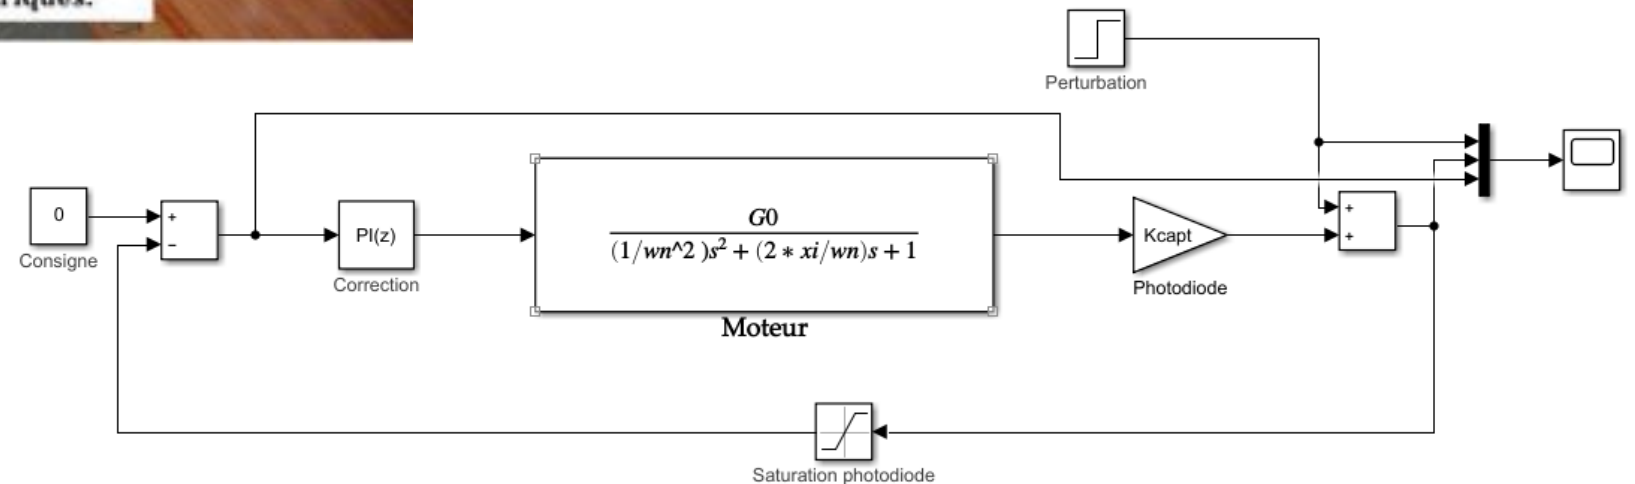 Perturbation
0
Consigne
+
−
PI(z)
Correction
G0
(1/wn^2 )s² + (2 * xi/wn)s + 1
Moteur
Kcapt
Photodiode
+
+
Saturation photodiode